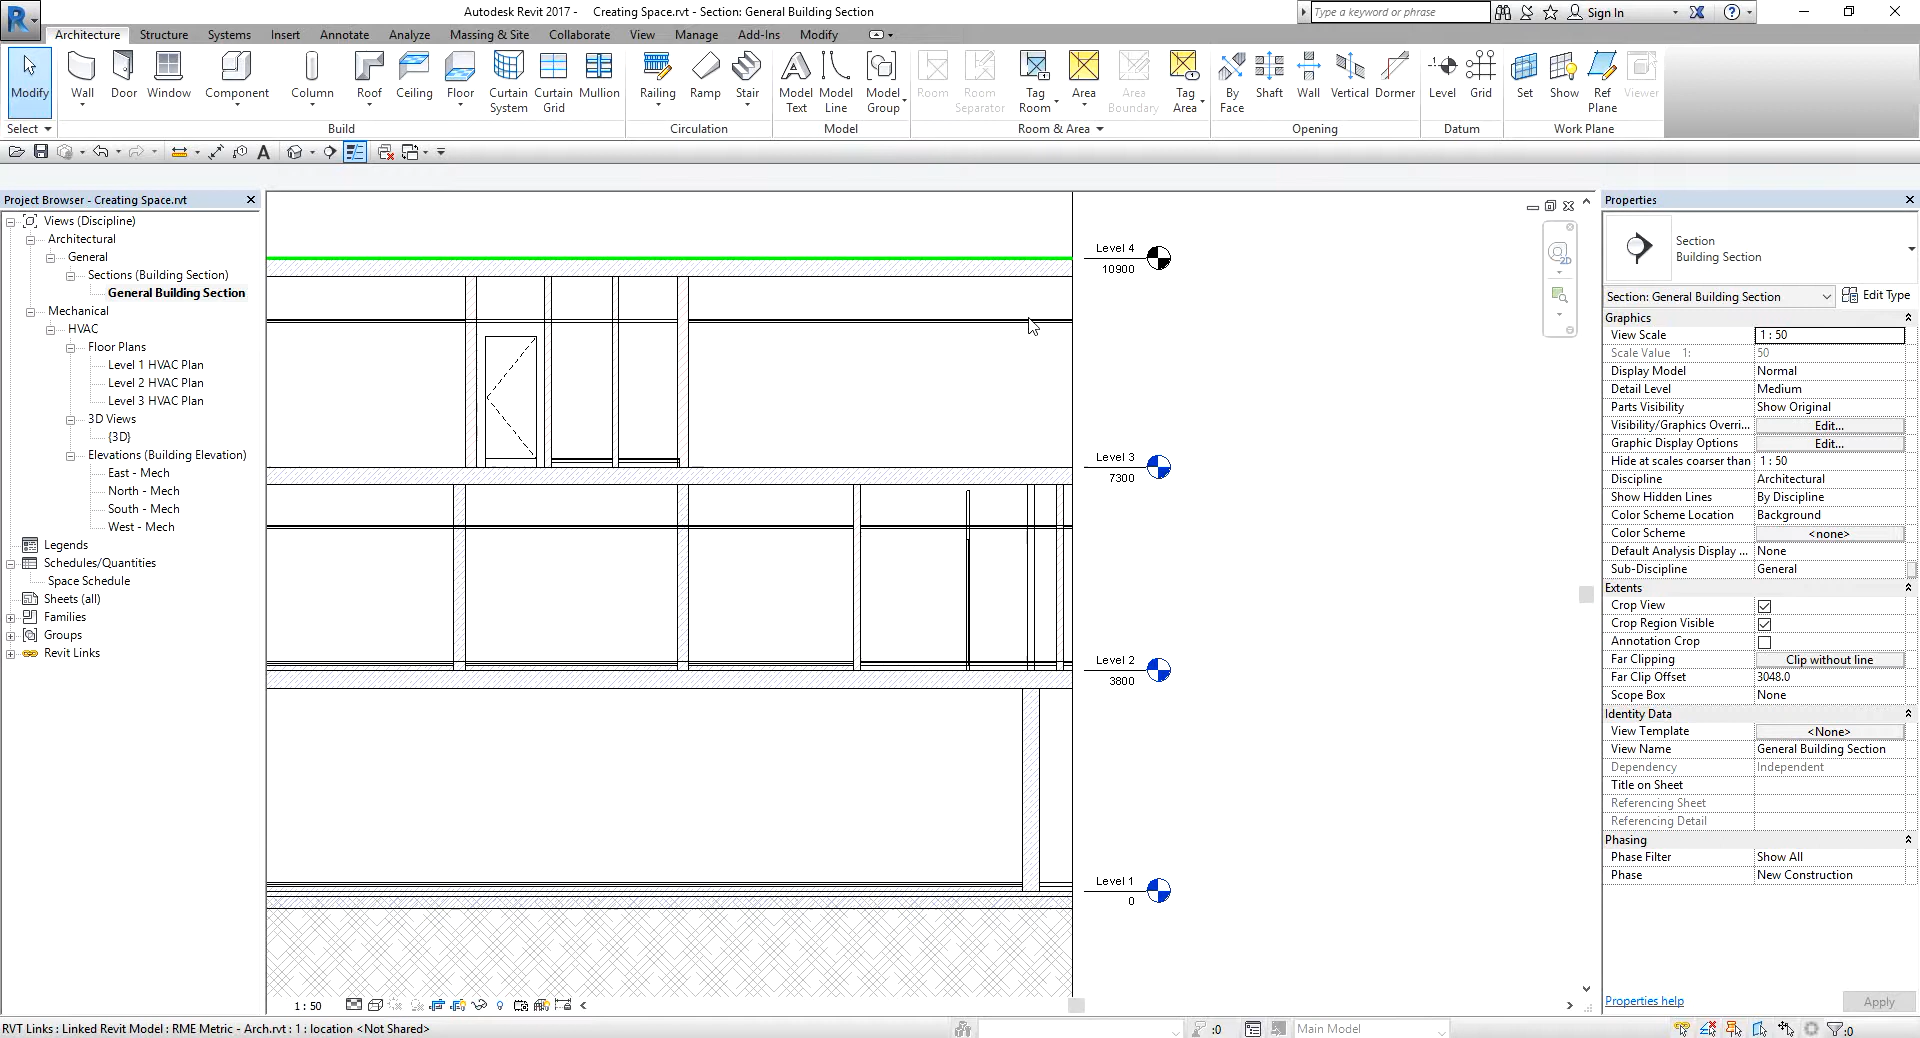 Autodesk Revit 2017 -     Creating Space.rvt - Section: General Building Section
Type a keyword or phrase
Sign In
Architecture Structure Systems Insert Annotate Analyze Massing & Site Collaborate View Manage Add-Ins Modify
Modify Wall Door Window Component Column Roof Ceiling Floor Curtain System Curtain Grid Mullion Railing Ramp Stair Model Text Model Line Model Group Room Room Separator Tag Room Area Area Boundary Tag Area By Face Shaft Wall Vertical Dormer Level Grid Set Show Ref Plane Viewer
Select Build Circulation Model Room & Area Opening Datum Work Plane
Project Browser - Creating Space.rvt
Views (Discipline)
Architectural
General
Sections (Building Section)
General Building Section
Mechanical
HVAC
Floor Plans
Level 1 HVAC Plan
Level 2 HVAC Plan
Level 3 HVAC Plan
3D Views
{3D}
Elevations (Building Elevation)
East - Mech
North - Mech
South - Mech
West - Mech
Legends
Schedules/Quantities
Space Schedule
Sheets (all)
Families
Groups
Revit Links
Level 4
10900
Level 3
7300
Level 2
3800
Level 1
0
2D
1 : 50
Properties
Section
Building Section
Section: General Building Section Edit Type
Graphics
View Scale 1 : 50
Scale Value   1: 50
Display Model Normal
Detail Level Medium
Parts Visibility Show Original
Visibility/Graphics Overri... Edit...
Graphic Display Options Edit...
Hide at scales coarser than 1 : 50
Discipline Architectural
Show Hidden Lines By Discipline
Color Scheme Location Background
Color Scheme <none>
Default Analysis Display ... None
Sub-Discipline General
Extents
Crop View
Crop Region Visible
Annotation Crop
Far Clipping Clip without line
Far Clip Offset 3048.0
Scope Box None
Identity Data
View Template <None>
View Name General Building Section
Dependency Independent
Title on Sheet
Referencing Sheet
Referencing Detail
Phasing
Phase Filter Show All
Phase New Construction
Properties help Apply
RVT Links : Linked Revit Model : RME Metric - Arch.rvt : 1 : location <Not Shared> :0 Main Model :0